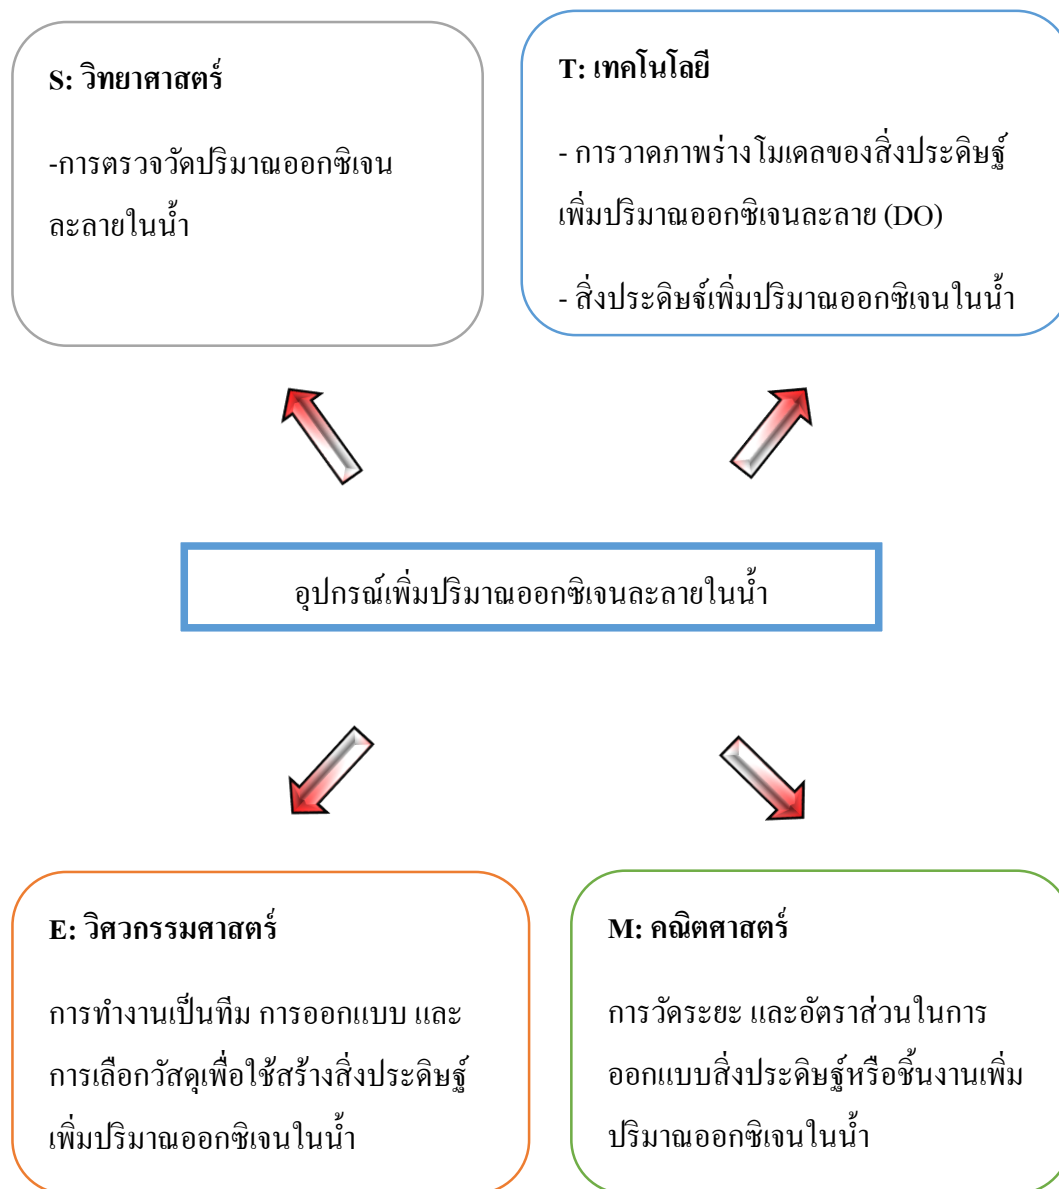 S: วิทยาศาสตร์
-การตรวจวัดปริมาณออกซิเจน
ละลายในน้ำ
T: เทคโนโลยี
- การวาดภาพร่างโมเดลของสิ่งประดิษฐ์
เพิ่มปริมาณออกซิเจนละลาย (DO)
- สิ่งประดิษจ์เพิ่มปริมาณออกซิเจนในน้ำ
อุปกรณ์เพิ่มปริมาณออกซิเจนละลายในน้ำ
E: วิศวกรรมศาสตร์
การทำงานเป็นทีม การออกแบบ และ
การเลือกวัสดุเพื่อใช้สร้างสิ่งประดิษฐ์
เพิ่มปริมาณออกซิเจนในน้ำ
M: คณิตศาสตร์
การวัดระยะ และอัตราส่วนในการ
ออกแบบสิ่งประดิษฐ์หรือชิ้นงานเพิ่ม
ปริมาณออกซิเจนในน้ำ